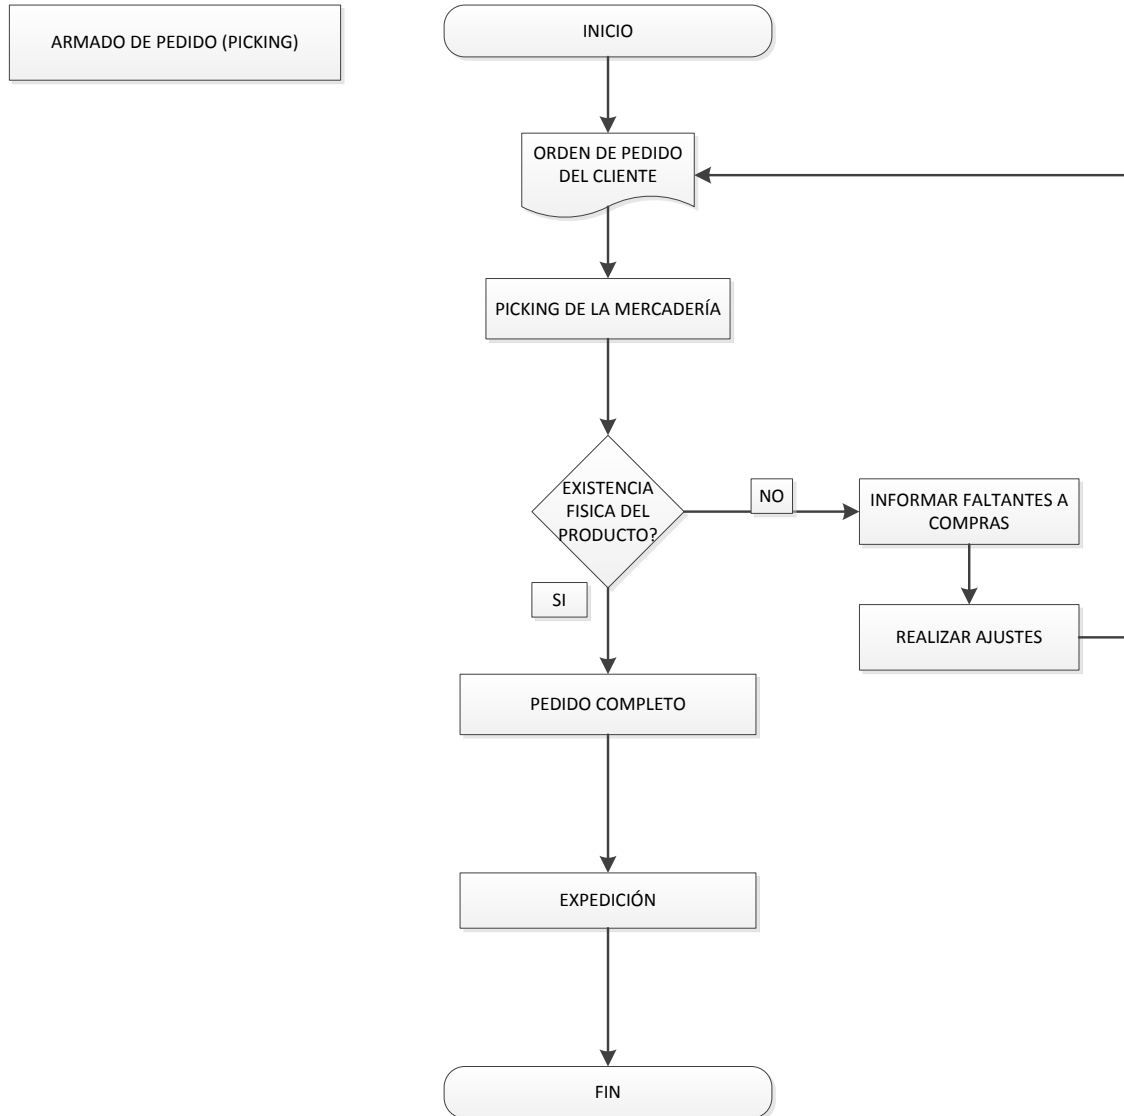 ARMADO DE PEDIDO (PICKING)
INICIO
ORDEN DE PEDIDO
DEL CLIENTE
PICKING DE LA MERCADERÍA
EXISTENCIA
FISICA DEL
PRODUCTO?
NO
INFORMAR FALTANTES A
COMPRAS
SI
REALIZAR AJUSTES
PEDIDO COMPLETO
EXPEDICIÓN
FIN